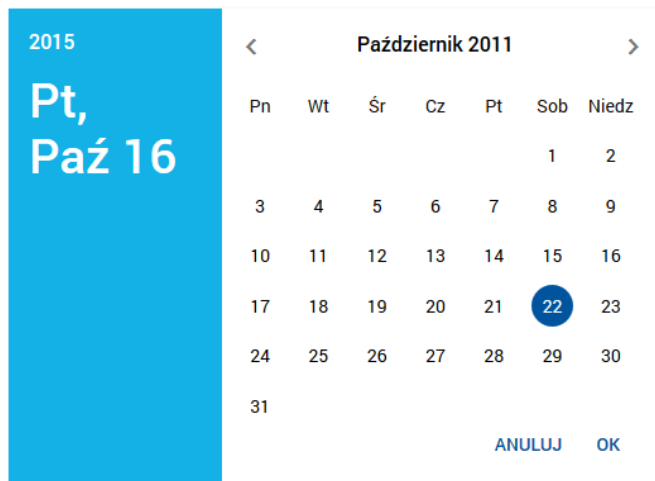 2015
Pt,
Paź 16
Październik 2011
Pn Wt Śr Cz Pt Sob Niedz
1 2
3 4 5 6 7 8 9
10 11 12 13 14 15 16
17 18 19 20 21 22 23
24 25 26 27 28 29 30
31
ANULUJ OK